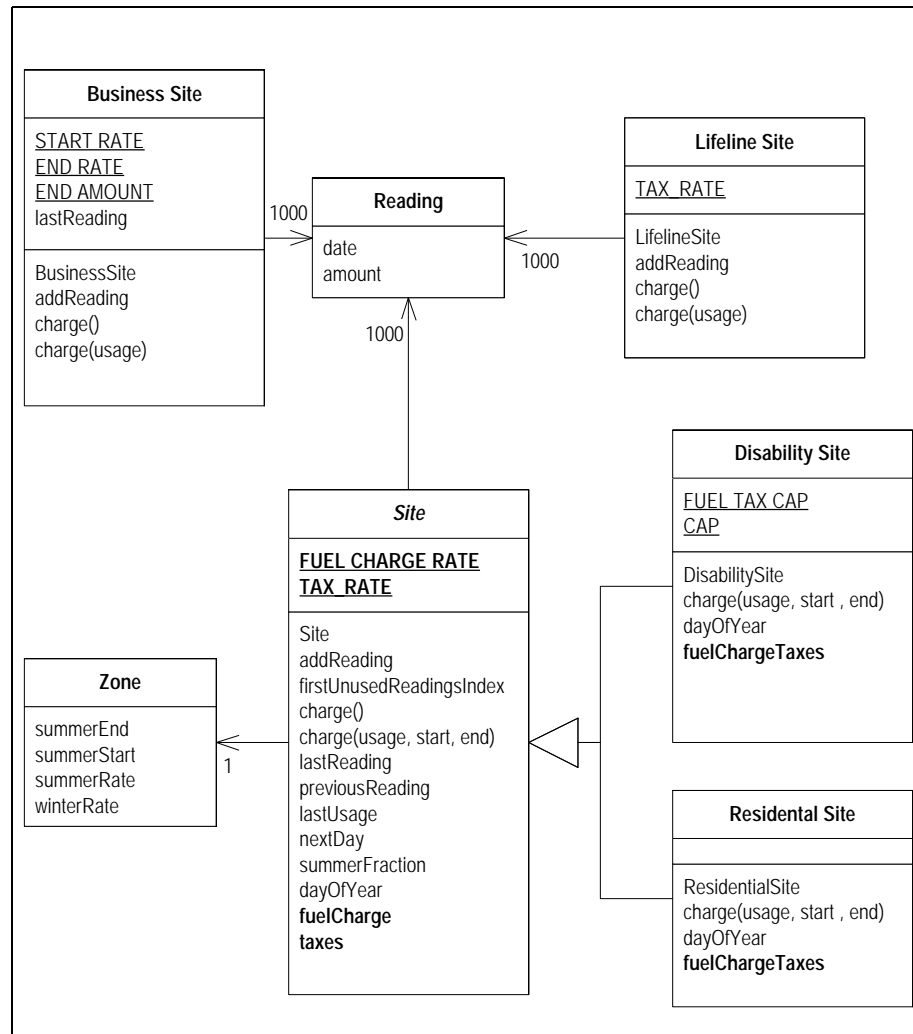 Business Site
START RATE
END RATE
END AMOUNT
lastReading
BusinessSite
addReading
charge()
charge(usage)
1000
Reading
date
amount
1000
1000
Lifeline Site
TAX_RATE
LifelineSite
addReading
charge()
charge(usage)
Site
FUEL CHARGE RATE
TAX_RATE
Site
addReading
firstUnusedReadingsIndex
charge()
charge(usage, start, end)
lastReading
previousReading
lastUsage
nextDay
summerFraction
dayOfYear
fuelCharge
taxes
Zone
summerEnd
summerStart
summerRate
winterRate
1
Disability Site
FUEL TAX CAP
CAP
DisabilitySite
charge(usage, start , end)
dayOfYear
fuelChargeTaxes
Residental Site
ResidentialSite
charge(usage, start , end)
dayOfYear
fuelChargeTaxes